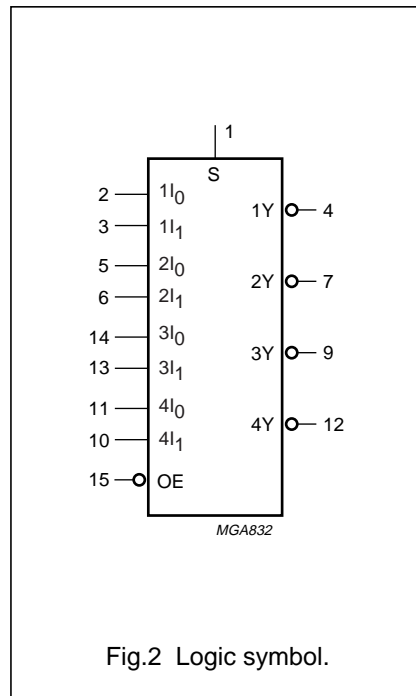 1
S
2 1I0 1Y 4
3 1I1
5 2I0 2Y 7
6 2I1
14 3I0 3Y 9
13 3I1
11 4I0 4Y 12
10 4I1
15 OE
MGA832
Fig.2 Logic symbol.